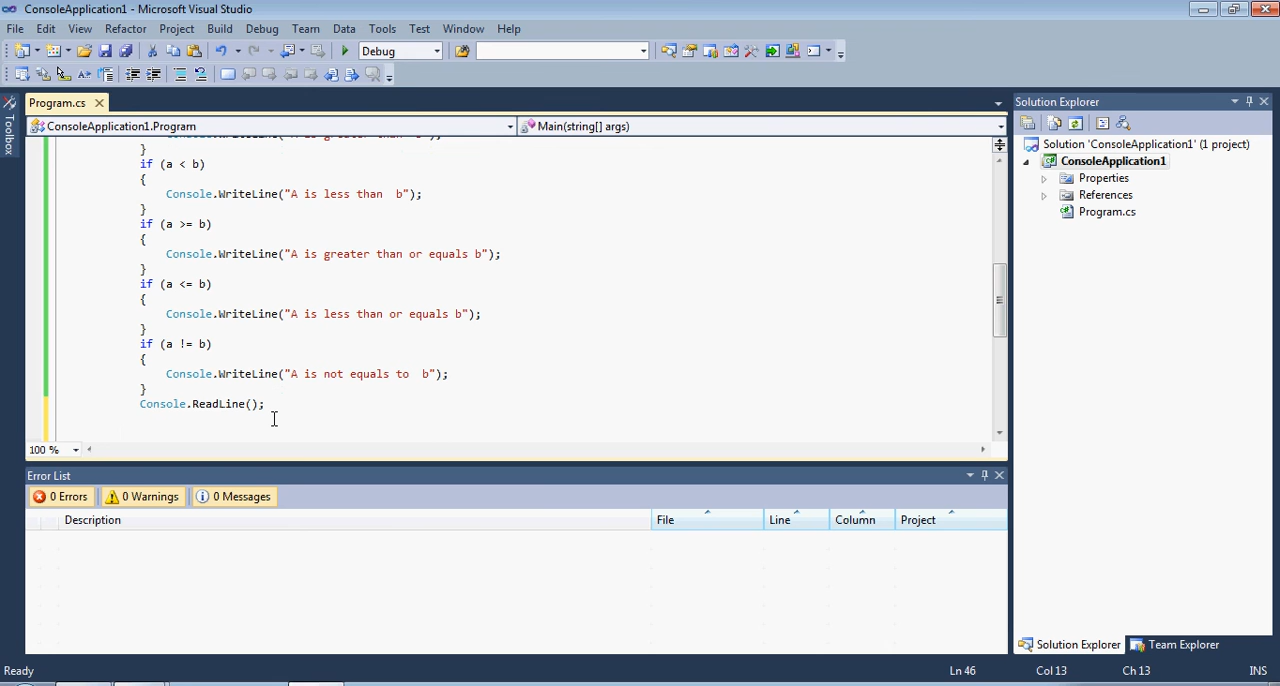 ConsoleApplication1 - Microsoft Visual Studio
File Edit View Refactor Project Build Debug Team Data Tools Test Window Help
Debug
Program.cs
ConsoleApplication1.Program Main(string[] args)
}
if (a < b)
{
Console.WriteLine("A is less than  b");
}
if (a >= b)
{
Console.WriteLine("A is greater than or equals b");
}
if (a <= b)
{
Console.WriteLine("A is less than or equals b");
}
if (a != b)
{
Console.WriteLine("A is not equals to  b");
}
Console.ReadLine();
100 %
Toolbox
Solution Explorer
Solution 'ConsoleApplication1' (1 project)
ConsoleApplication1
Properties
References
Program.cs
Error List
0 Errors 0 Warnings 0 Messages
Description File Line Column Project
Solution Explorer Team Explorer
Ready Ln 46 Col 13 Ch 13 INS